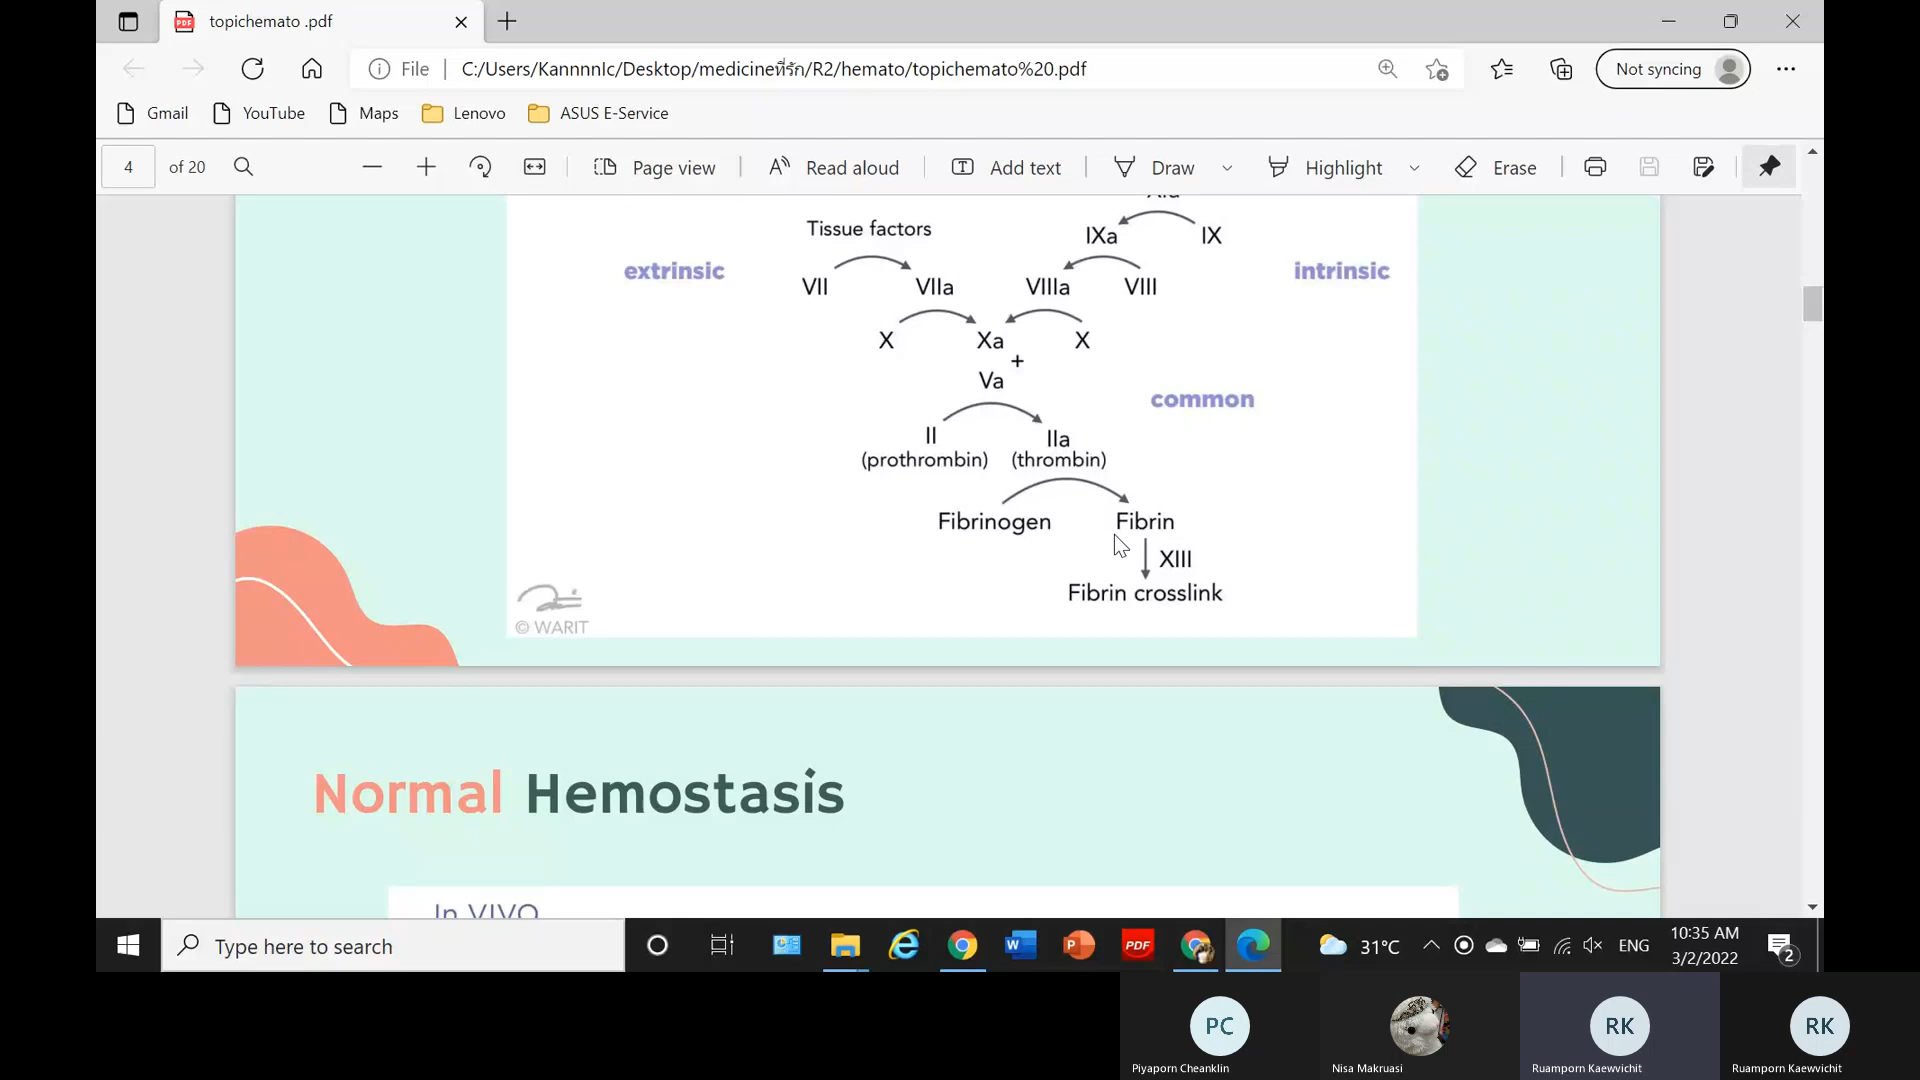 topichemato .pdf
File
C:/Users/Kannnnlc/Desktop/medicineที่รัก/R2/hemato/topichemato%20.pdf
Not syncing
Gmail
YouTube
Maps
Lenovo
ASUS E-Service
4
of 20
Page view
Read aloud
Add text
Draw
Highlight
Erase
Tissue factors
IXa
IX
extrinsic
intrinsic
VII
VIIa
VIIIa
VIII
X
Xa
X
+
Va
common
II
(prothrombin)
IIa
(thrombin)
Fibrinogen
Fibrin
XIII
Fibrin crosslink
© WARIT
Normal Hemostasis
In VIVO
Type here to search
PDF
31°C
ENG
10:35 AM
3/2/2022
2
PC
Piyaporn Cheanklin
Nisa Makruasi
RK
Ruamporn Kaewvichit
RK
Ruamporn Kaewvichit